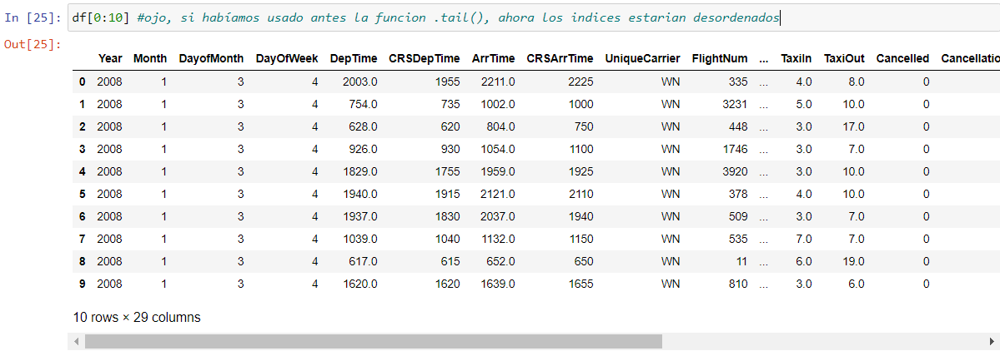 In [25]: df[0:10] #ojo, si habíamos usado antes la funcion .tail(), ahora los indices estarian desordenados
Out[25]:
Year Month DayofMonth DayOfWeek DepTime CRSDepTime ArrTime CRSArrTime UniqueCarrier FlightNum ... TaxiIn TaxiOut Cancelled Cancellatio
0 2008 1 3 4 2003.0 1955 2211.0 2225 WN 335 ... 4.0 8.0 0
1 2008 1 3 4 754.0 735 1002.0 1000 WN 3231 ... 5.0 10.0 0
2 2008 1 3 4 628.0 620 804.0 750 WN 448 ... 3.0 17.0 0
3 2008 1 3 4 926.0 930 1054.0 1100 WN 1746 ... 3.0 7.0 0
4 2008 1 3 4 1829.0 1755 1959.0 1925 WN 3920 ... 3.0 10.0 0
5 2008 1 3 4 1940.0 1915 2121.0 2110 WN 378 ... 4.0 10.0 0
6 2008 1 3 4 1937.0 1830 2037.0 1940 WN 509 ... 3.0 7.0 0
7 2008 1 3 4 1039.0 1040 1132.0 1150 WN 535 ... 7.0 7.0 0
8 2008 1 3 4 617.0 615 652.0 650 WN 11 ... 6.0 19.0 0
9 2008 1 3 4 1620.0 1620 1639.0 1655 WN 810 ... 3.0 6.0 0
10 rows × 29 columns